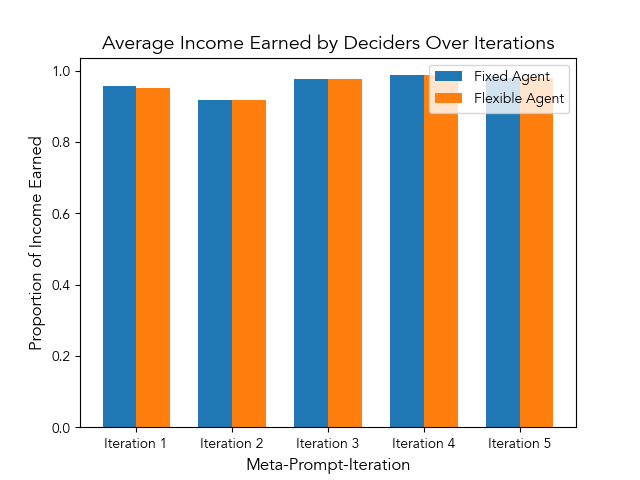 Average Income Earned by Deciders Over Iterations
Fixed Agent
Flexible Agent
Proportion of Income Earned
1.0
0.8
0.6
0.4
0.2
0.0
Iteration 1
Iteration 2
Iteration 3
Iteration 4
Iteration 5
Meta-Prompt-Iteration